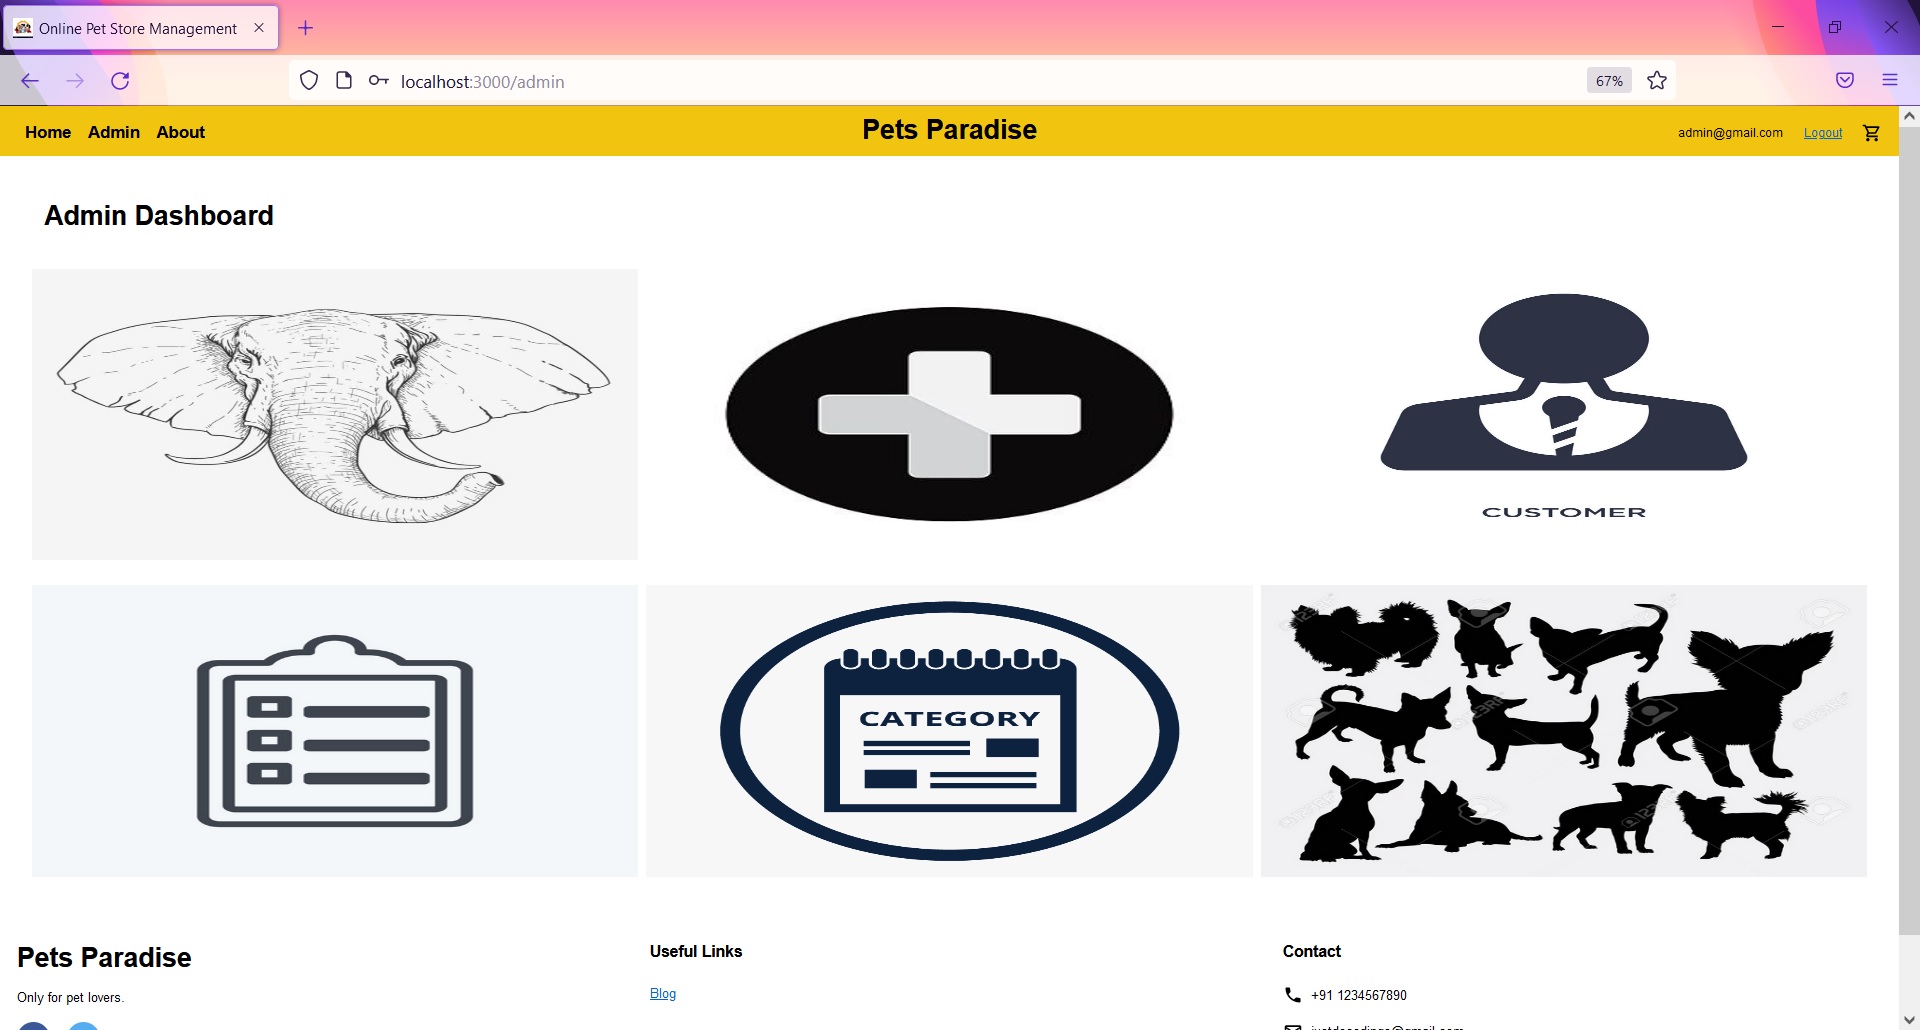 Online Pet Store Management
localhost:3000/admin
67%
Home Admin About
Pets Paradise
admin@gmail.com Logout
Admin Dashboard
CUSTOMER
CATEGORY
Pets Paradise
Only for pet lovers.
Useful Links
Blog
Contact
+91 1234567890